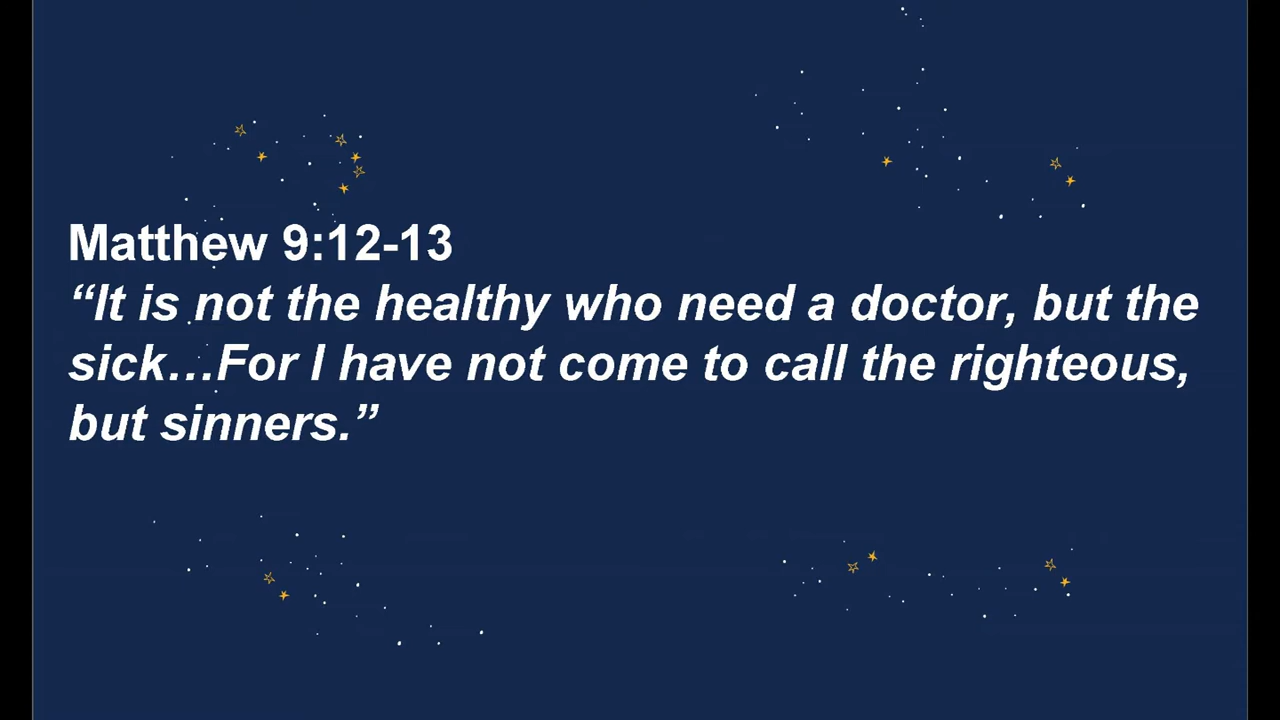 Matthew 9:12-13
“It is not the healthy who need a doctor, but the
sick…For I have not come to call the righteous,
but sinners.”